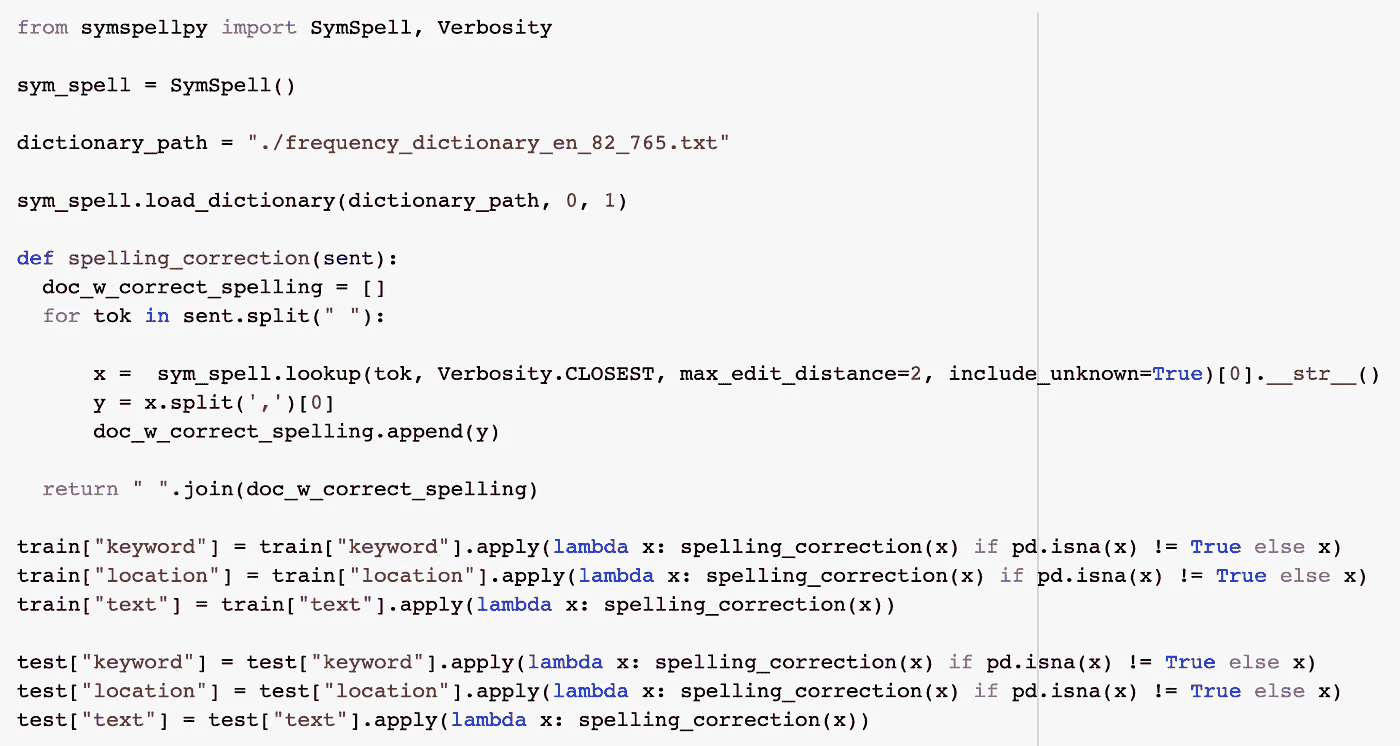 from symspellpy import SymSpell, Verbosity
sym_spell = SymSpell()
dictionary_path = "./frequency_dictionary_en_82_765.txt"
sym_spell.load_dictionary(dictionary_path, 0, 1)
def spelling_correction(sent):
  doc_w_correct_spelling = []
  for tok in sent.split(" "):
      x =  sym_spell.lookup(tok, Verbosity.CLOSEST, max_edit_distance=2, include_unknown=True)[0].__str__()
      y = x.split(',')[0]
      doc_w_correct_spelling.append(y)
  return " ".join(doc_w_correct_spelling)
train["keyword"] = train["keyword"].apply(lambda x: spelling_correction(x) if pd.isna(x) != True else x)
train["location"] = train["location"].apply(lambda x: spelling_correction(x) if pd.isna(x) != True else x)
train["text"] = train["text"].apply(lambda x: spelling_correction(x))
test["keyword"] = test["keyword"].apply(lambda x: spelling_correction(x) if pd.isna(x) != True else x)
test["location"] = test["location"].apply(lambda x: spelling_correction(x) if pd.isna(x) != True else x)
test["text"] = test["text"].apply(lambda x: spelling_correction(x))